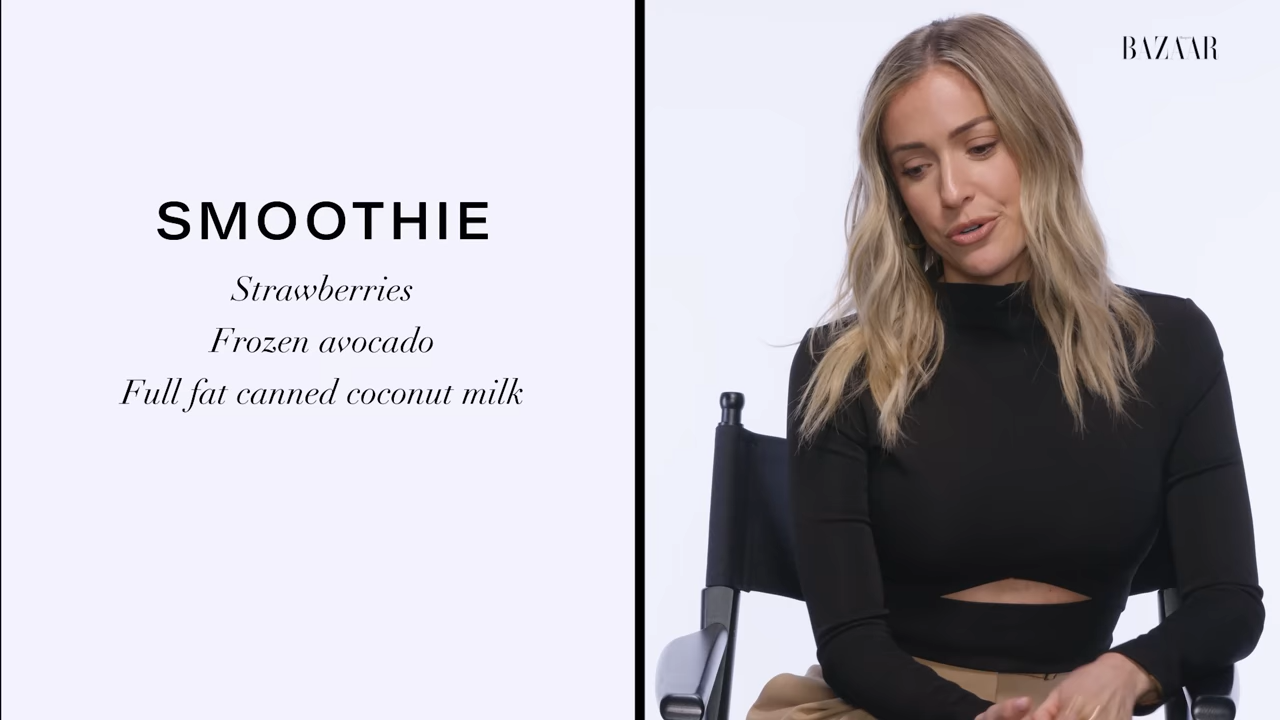 SMOOTHIE
Strawberries
Frozen avocado
Full fat canned coconut milk
BAZAAR